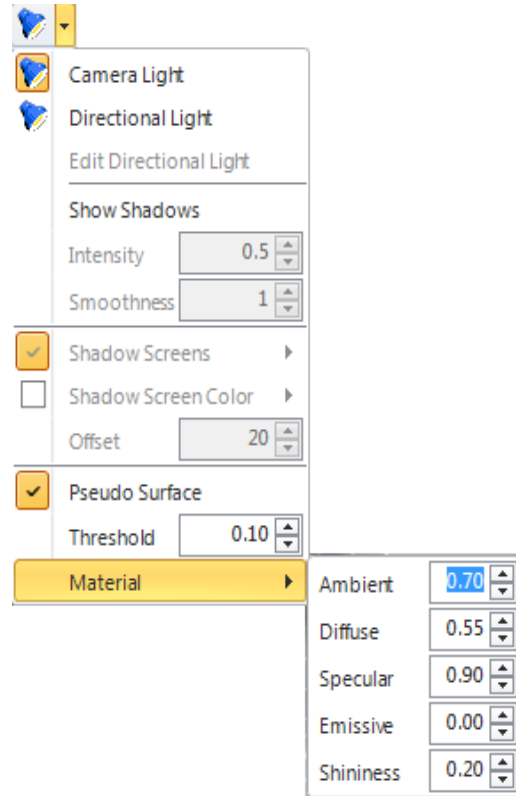 Camera Light
Directional Light
Edit Directional Light
Show Shadows
Intensity 0.5
Smoothness 1
Shadow Screens
Shadow Screen Color
Offset 20
Pseudo Surface
Threshold 0.10
Material
Ambient 0.70
Diffuse 0.55
Specular 0.90
Emissive 0.00
Shininess 0.20